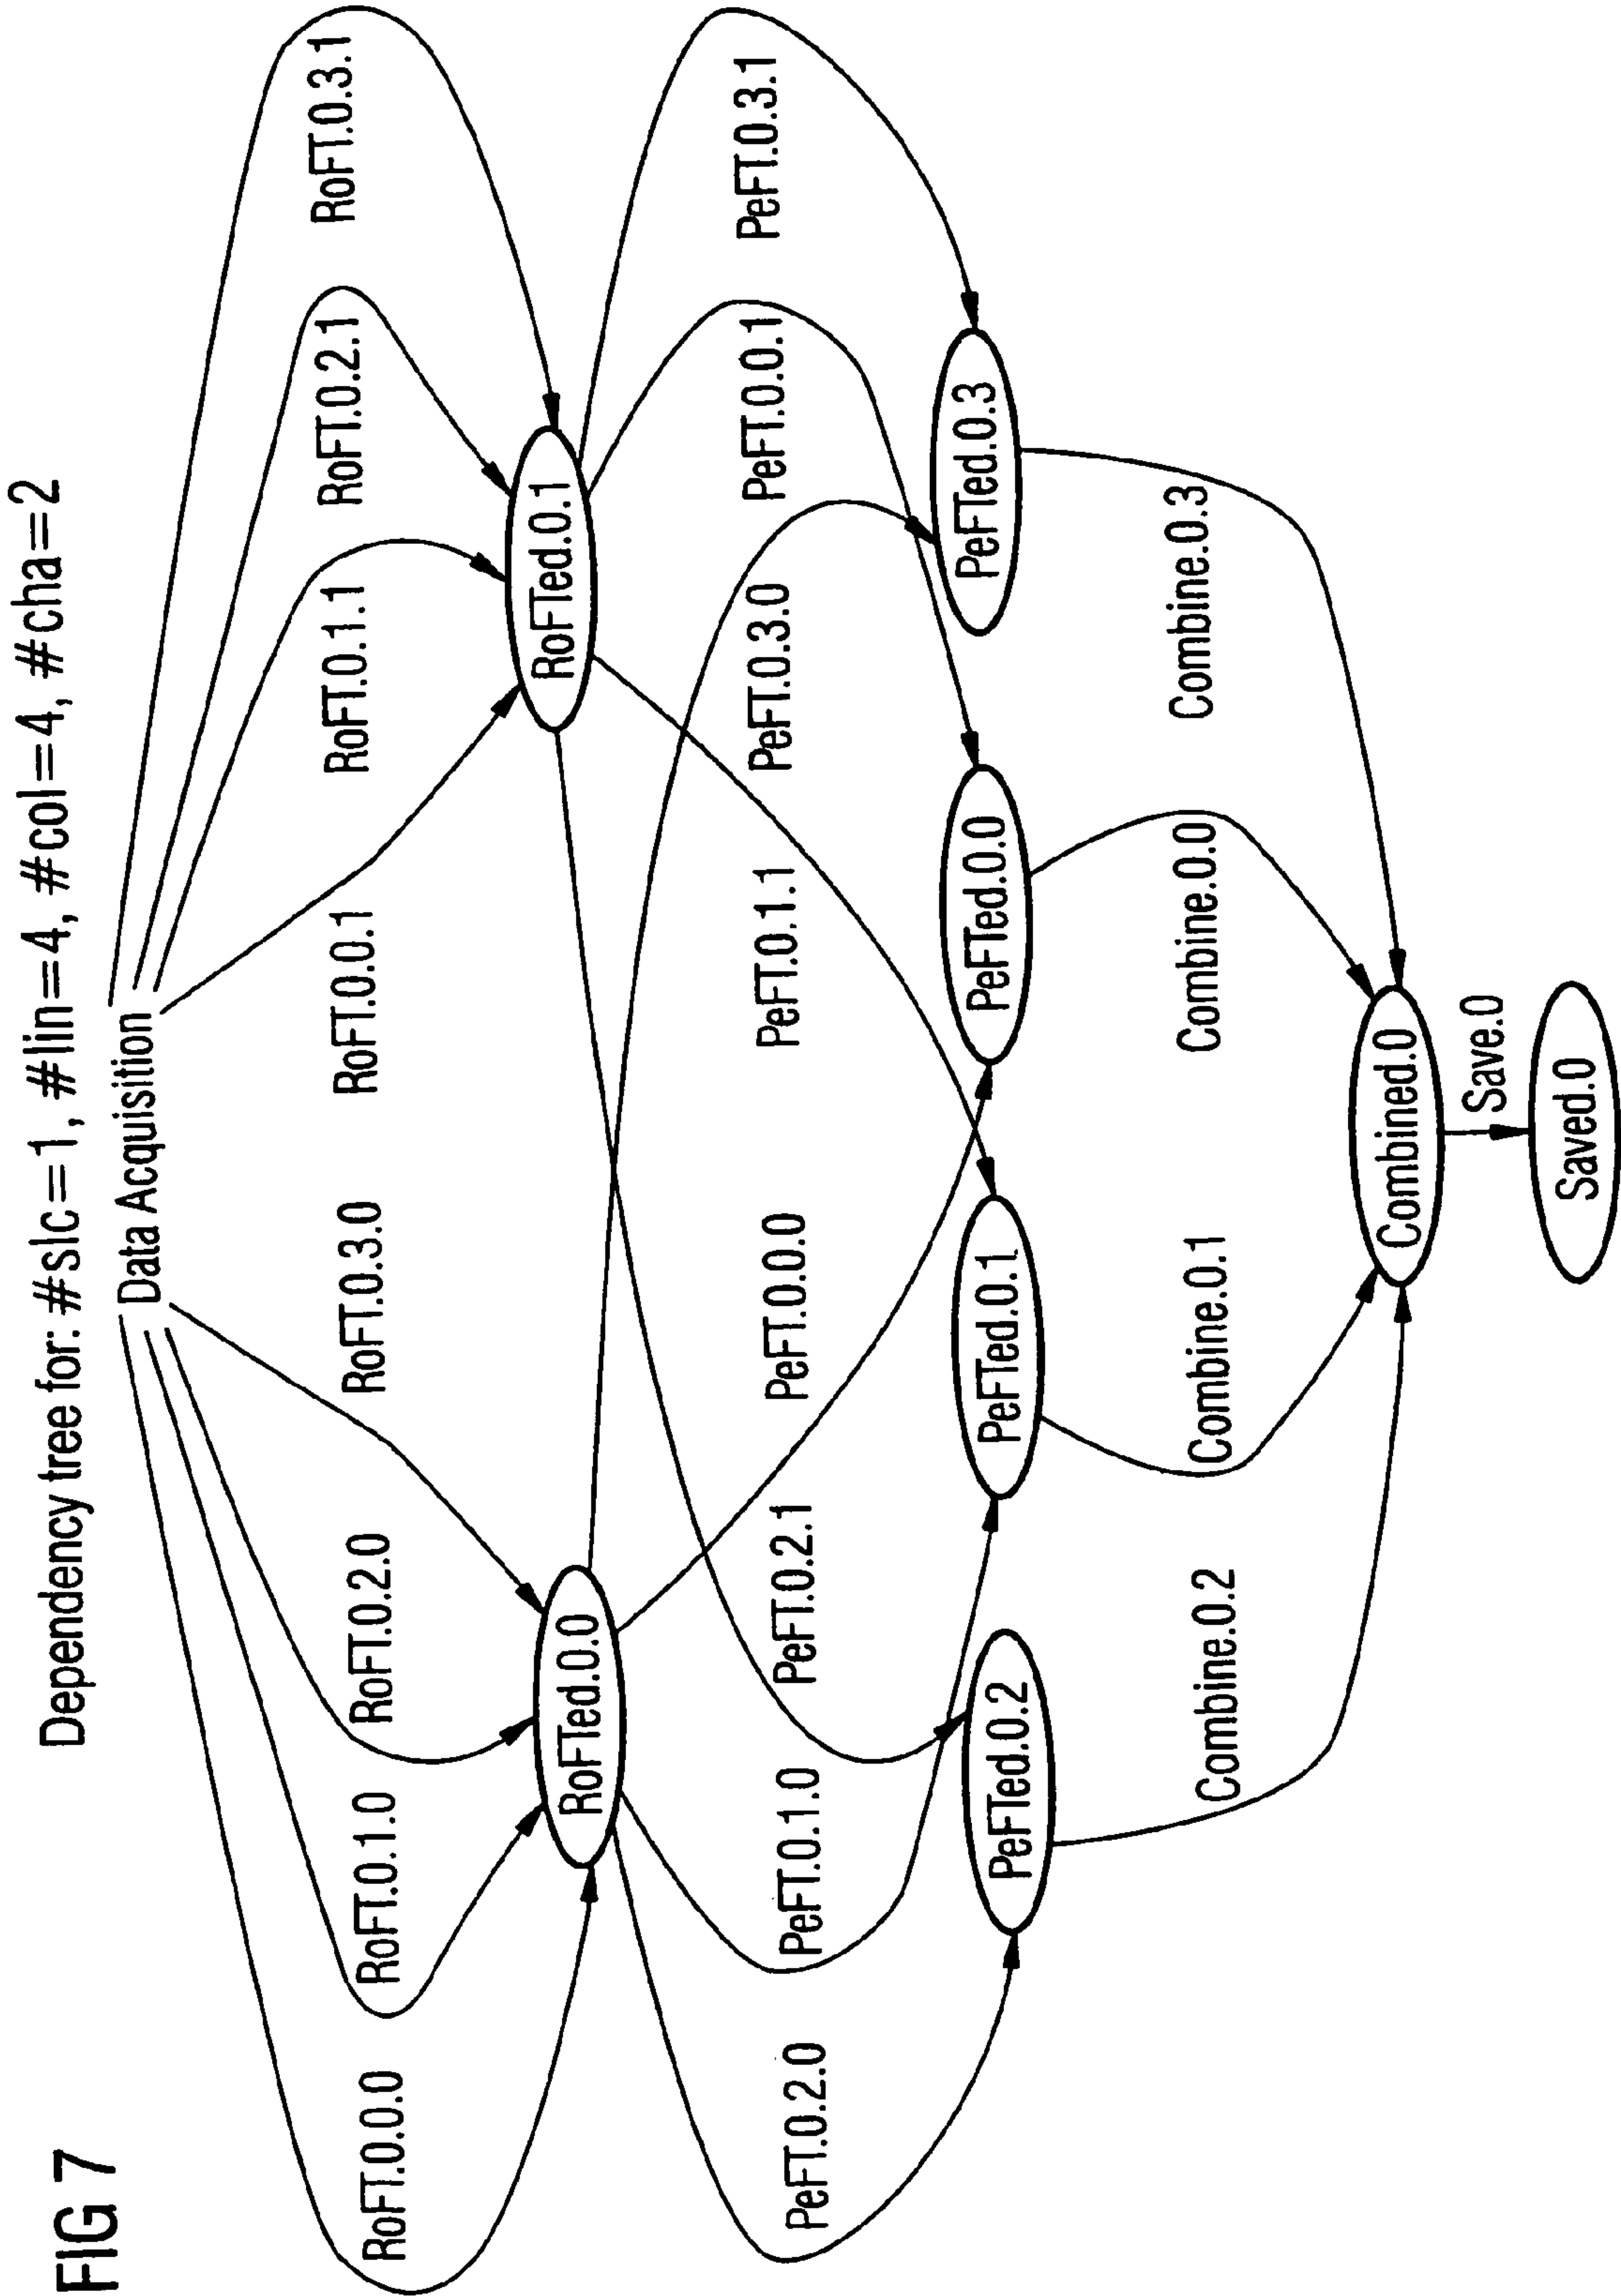 FIG 7
Dependency tree for: #slc=1, #lin=4, #col=4, #cha=2
Data Acquisition
RoFT.0.0.0
RoFT.0.1.0
RoFT.0.2.0
RoFT.0.3.0
RoFT.0.0.1
RoFT.0.1.1
RoFT.0.2.1
RoFT.0.3.1
RoFTed.0.0
RoFTed.0.1
PeFT.0.2.0
PeFT.0.1.0
PeFT.0.2.1
PeFT.0.0.0
PeFT.0.1.1
PeFT.0.3.0
PeFT.0.0.1
PeFT.0.3.1
PeFTed.0.2
PeFTed.0.1
PeFTed.0.0
PeFTed.0.3
Combine.0.2
Combine.0.1
Combine.0.0
Combine.0.3
Combined.0
Save.0
Saved.0